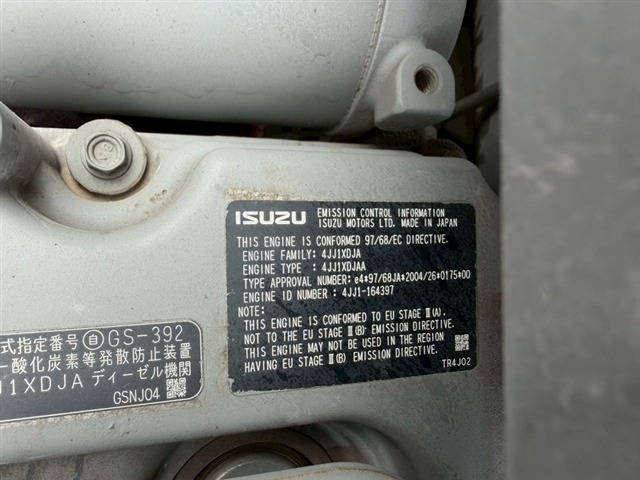 ISUZU EMISSION CONTROL INFORMATION
ISUZU MOTORS LTD. MADE IN JAPAN
THIS ENGINE IS CONFORMED 97/68/EC DIRECTIVE.
ENGINE FAMILY: 4JJ1XDJA
ENGINE TYPE : 4JJ1XDJAA
TYPE APPROVAL NUMBER: e4*97/68JA*2004/26*0175*00
ENGINE ID NUMBER : 4JJ1-164397
NOTE:
THIS ENGINE IS CONFORMED TO EU STAGE Ⅲ(A),
NOT TO THE EU STAGE Ⅲ(B) EMISSION DIRECTIVE.
THIS ENGINE MAY NOT BE USED IN THE REGION
HAVING EU STAGE Ⅲ(B) EMISSION DIRECTIVE.
TR4J02
式指定番号 自 GS-392
一酸化炭素等発散防止装置
J1XDJA ディーゼル機関
GSNJ04
8